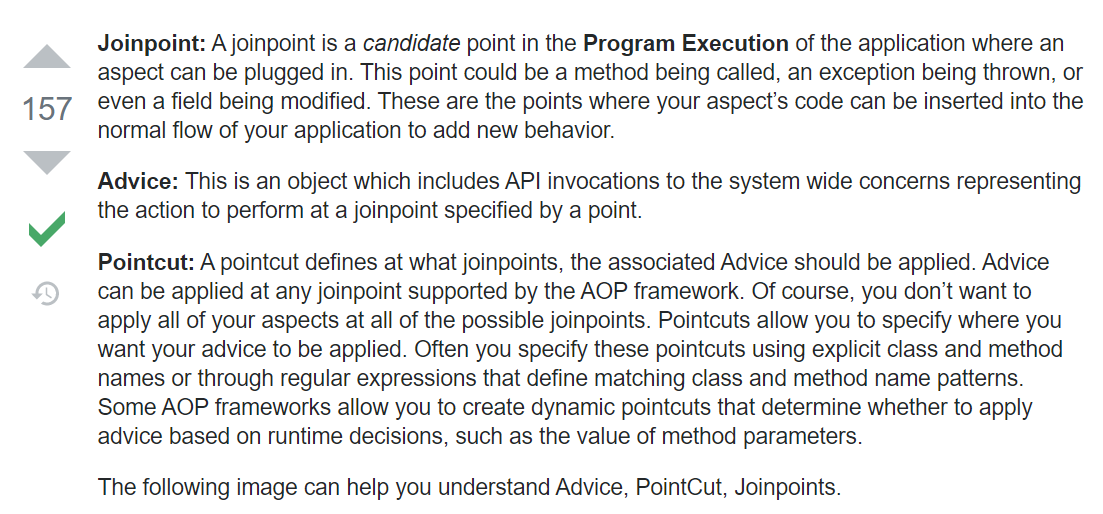 157
Joinpoint: A joinpoint is a candidate point in the Program Execution of the application where an
aspect can be plugged in. This point could be a method being called, an exception being thrown, or
even a field being modified. These are the points where your aspect’s code can be inserted into the
normal flow of your application to add new behavior.
Advice: This is an object which includes API invocations to the system wide concerns representing
the action to perform at a joinpoint specified by a point.
Pointcut: A pointcut defines at what joinpoints, the associated Advice should be applied. Advice
can be applied at any joinpoint supported by the AOP framework. Of course, you don’t want to
apply all of your aspects at all of the possible joinpoints. Pointcuts allow you to specify where you
want your advice to be applied. Often you specify these pointcuts using explicit class and method
names or through regular expressions that define matching class and method name patterns.
Some AOP frameworks allow you to create dynamic pointcuts that determine whether to apply
advice based on runtime decisions, such as the value of method parameters.
The following image can help you understand Advice, PointCut, Joinpoints.